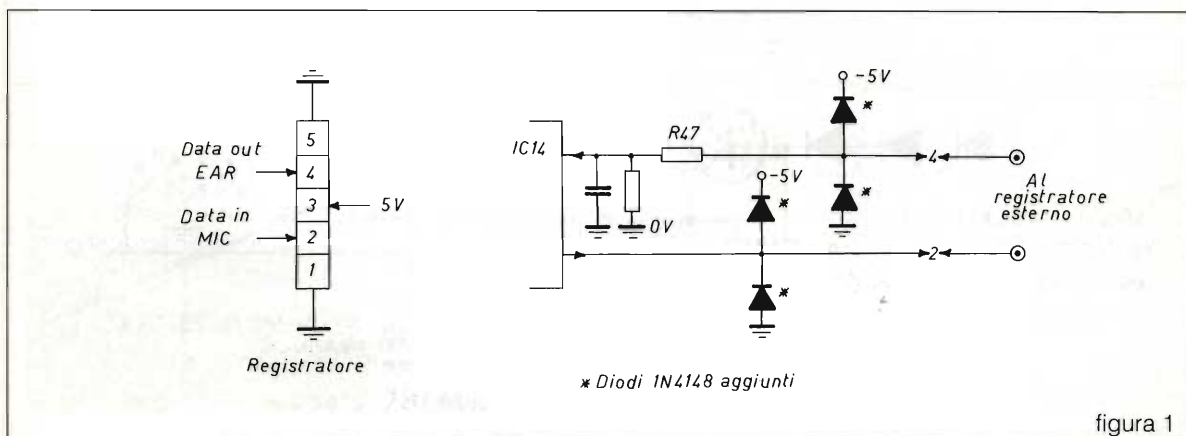 5
4
3
2
1
Data out
EAR
Data in
MIC
5V
Registratore
IC14
R47
0V
-5V
-5V
*
*
*
*
4
2
Al
registratore
esterno
* Diodi 1N4148 aggiunti
figura 1